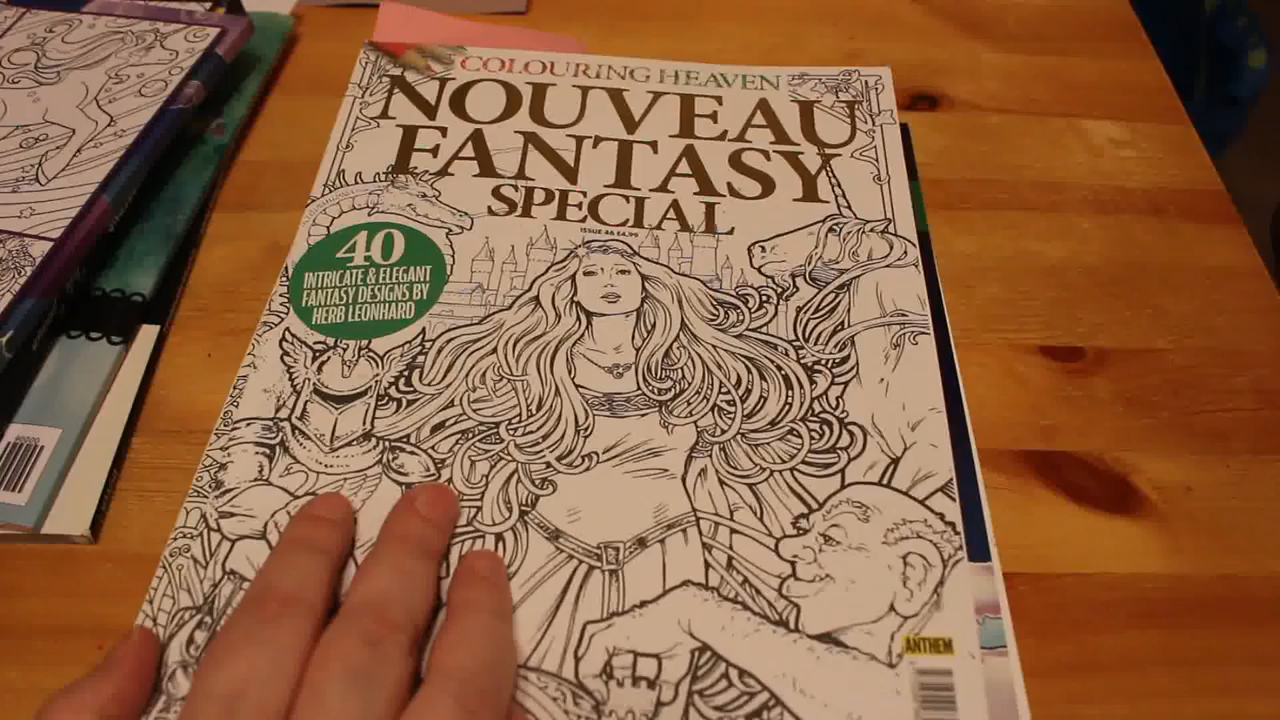 COLOURING HEAVEN
NOUVEAU
FANTASY
SPECIAL
ISSUE 46 £4.99
40
INTRICATE & ELEGANT
FANTASY DESIGNS BY
HERB LEONHARD
ANTHEM